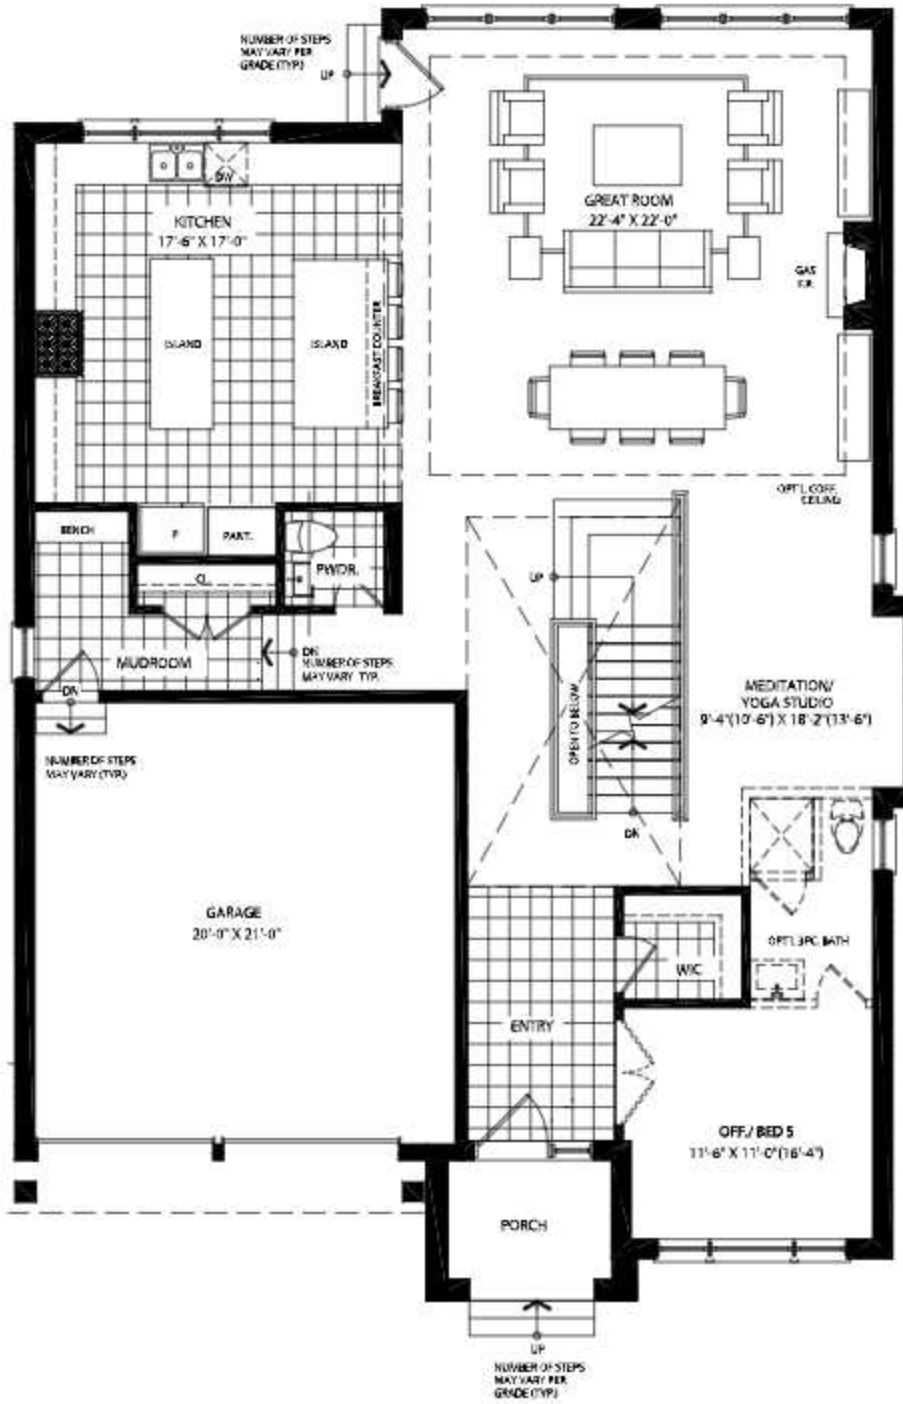 NUMBER OF STEPS
MAY VARY PER
GRADE (TYP.)
UP
DW
KITCHEN
17'-6" X 17'-0"
GREAT ROOM
22'-4" X 22'-0"
GAS
F.P.
ISLAND
ISLAND
BREAKFAST COUNTER
OPT'L COFF.
CEILING
BENCH
F
PANT.
CL
PWDR.
UP
MUDROOM
DN
NUMBER OF STEPS
MAY VARY TYP.
DN
NUMBER OF STEPS
MAY VARY (TYP.)
OPEN TO BELOW
MEDITATION/
YOGA STUDIO
9'-4"(10'-6") X 18'-2"(13'-6")
DN
GARAGE
20'-0" X 21'-0"
OPT'L 3PC. BATH
WIC
ENTRY
OFF./ BED 5
11'-6" X 11'-0"(16'-4")
PORCH
UP
NUMBER OF STEPS
MAY VARY PER
GRADE (TYP.)